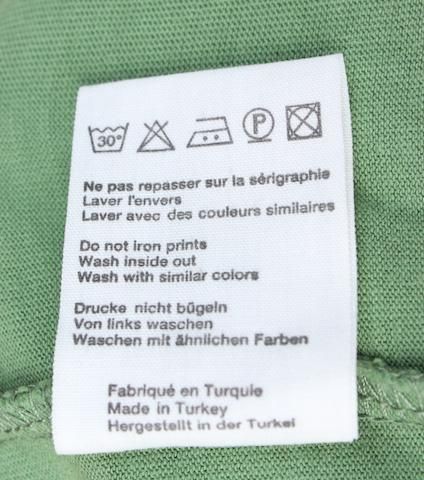 30°
P
Ne pas repasser sur la sérigraphie
Laver l'envers
Laver avec des couleurs similaires
Do not iron prints
Wash inside out
Wash with similar colors
Drucke nicht bügeln
Von links waschen
Waschen mit ähnlichen Farben
Fabriqué en Turquie
Made in Turkey
Hergestellt in der Turkei